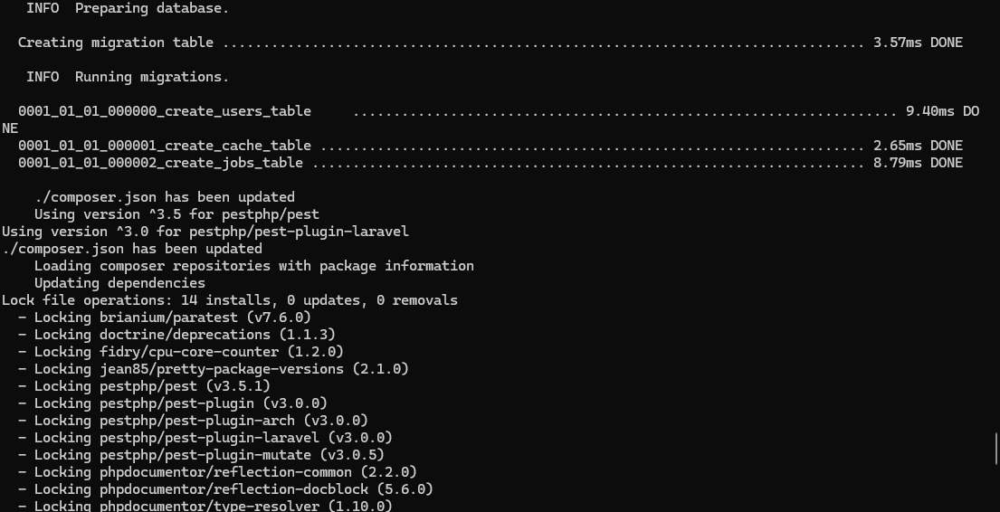 INFO  Preparing database.
Creating migration table ............................................................................... 3.57ms DONE
INFO  Running migrations.
0001_01_01_000000_create_users_table     ................................................................... 9.40ms DO
NE
0001_01_01_000001_create_cache_table ................................................................... 2.65ms DONE
0001_01_01_000002_create_jobs_table .................................................................... 8.79ms DONE
./composer.json has been updated
Using version ^3.5 for pestphp/pest
Using version ^3.0 for pestphp/pest-plugin-laravel
./composer.json has been updated
Loading composer repositories with package information
Updating dependencies
Lock file operations: 14 installs, 0 updates, 0 removals
- Locking brianium/paratest (v7.6.0)
- Locking doctrine/deprecations (1.1.3)
- Locking fidry/cpu-core-counter (1.2.0)
- Locking jean85/pretty-package-versions (2.1.0)
- Locking pestphp/pest (v3.5.1)
- Locking pestphp/pest-plugin (v3.0.0)
- Locking pestphp/pest-plugin-arch (v3.0.0)
- Locking pestphp/pest-plugin-laravel (v3.0.0)
- Locking pestphp/pest-plugin-mutate (v3.0.5)
- Locking phpdocumentor/reflection-common (2.2.0)
- Locking phpdocumentor/reflection-docblock (5.6.0)
- Locking phpdocumentor/type-resolver (1.10.0)